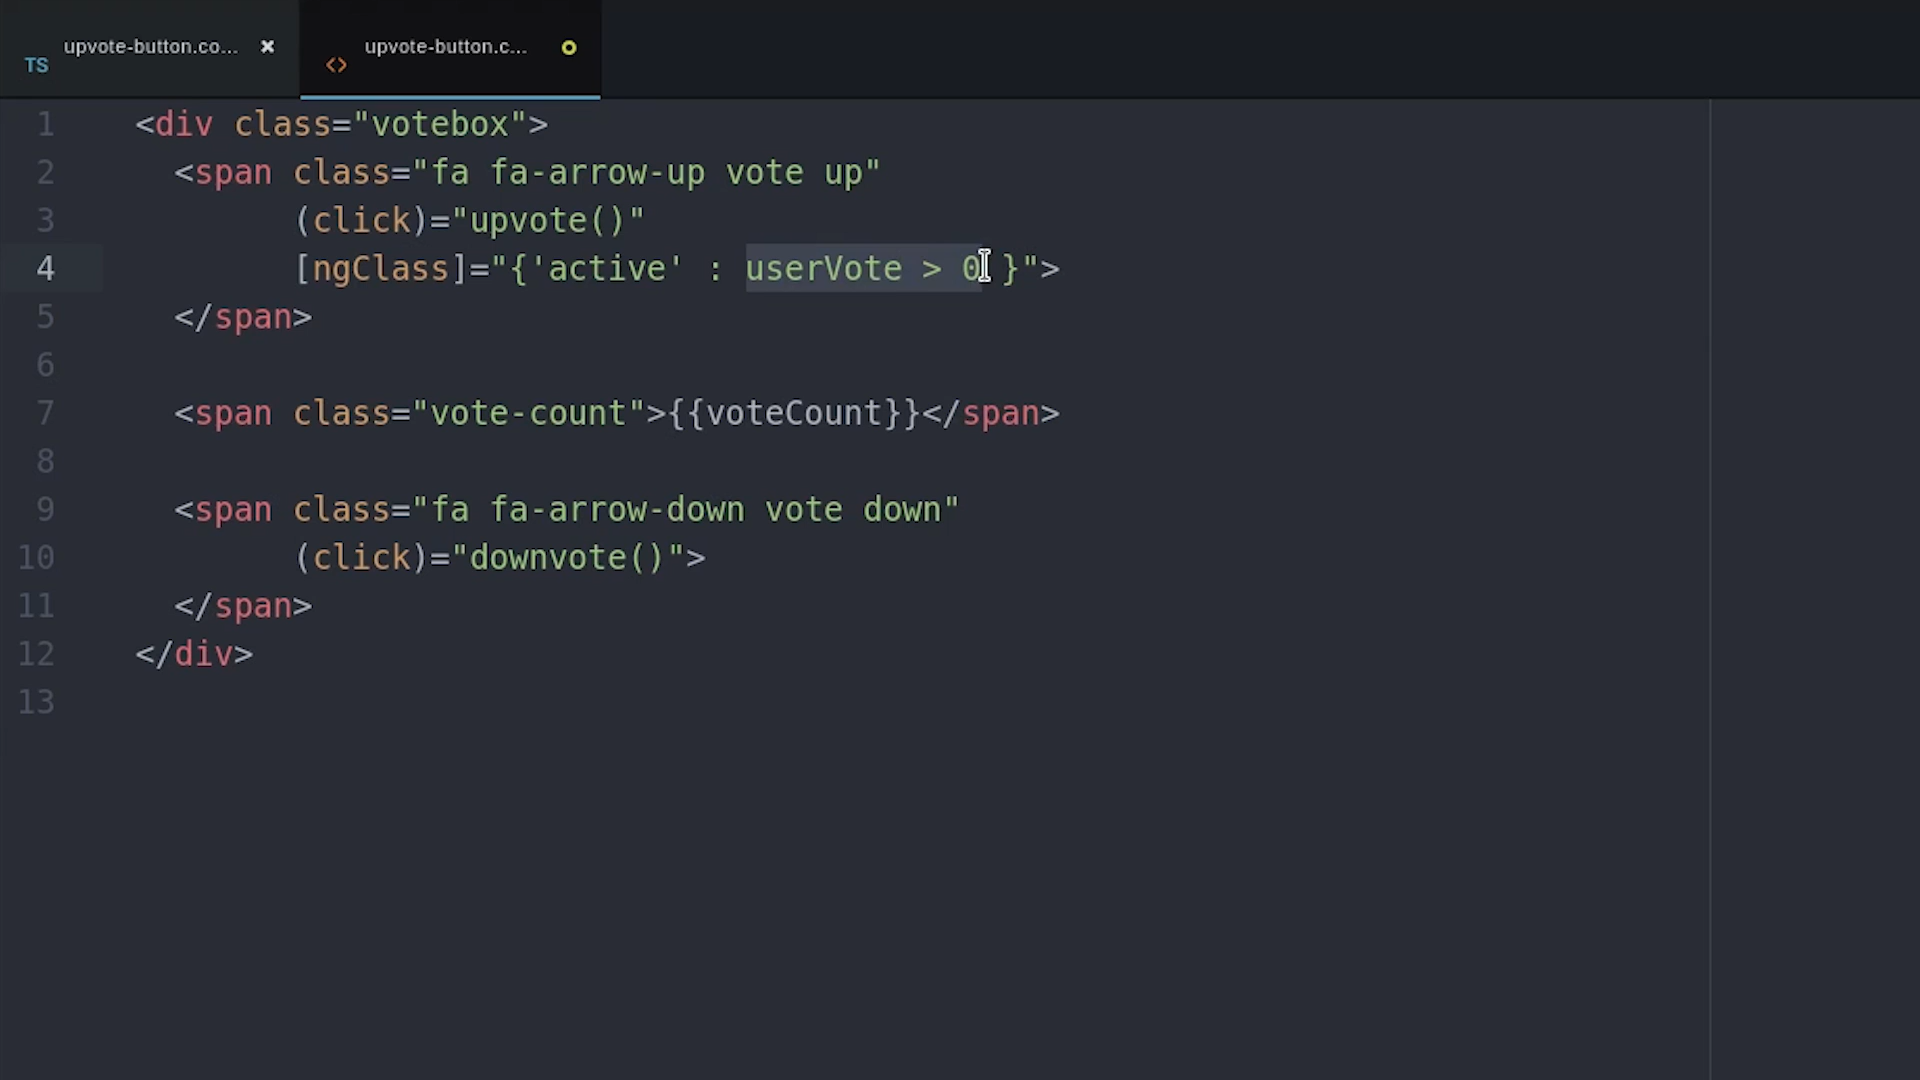 upvote-button.co...
TS
upvote-button.c...
<>
1 <div class="votebox">
2 <span class="fa fa-arrow-up vote up"
3 (click)="upvote()"
4 [ngClass]="{'active' : userVote > 0 }">
5 </span>
6
7 <span class="vote-count">{{voteCount}}</span>
8
9 <span class="fa fa-arrow-down vote down"
10 (click)="downvote()">
11 </span>
12 </div>
13